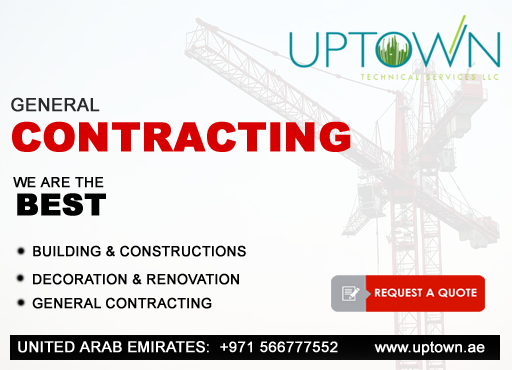 UPTOWN
TECHNICAL SERVICES LLC
GENERAL
CONTRACTING
WE ARE THE
BEST
BUILDING & CONSTRUCTIONS
DECORATION & RENOVATION
GENERAL CONTRACTING
REQUEST A QUOTE
UNITED ARAB EMIRATES: +971 566777552 www.uptown.ae